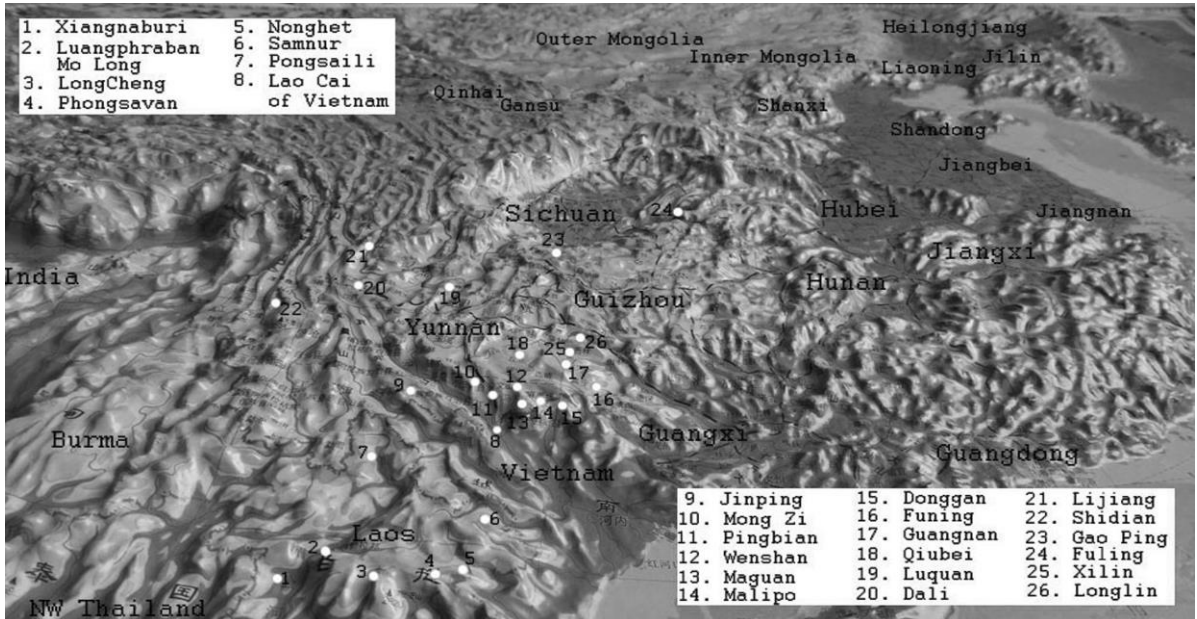 1. Xiangnaburi
2. Luangphraban
Mo Long
3. LongCheng
4. Phongsavan
5. Nonghet
6. Samnur
7. Pongsaili
8. Lao Cai
of Vietnam
Heilongjiang
Outer Mongolia
Inner Mongolia
Jilin
Liaoning
Qinhai
Gansu
Shanxi
Shandong
Jiangbei
Sichuan
24
Hubei
Jiangnan
23
21
Jiangxi
India
20
19
Guizhou
Hunan
22
Yunnan
18
25
26
17
10
12
9
11
13
14
15
16
8
Guangxi
Burma
7
Vietnam
Guangdong
南
河内
6
Laos
2
5
4
3
1
泰
国
NW Thailand
9. Jinping
10. Mong Zi
11. Pingbian
12. Wenshan
13. Maguan
14. Malipo
15. Donggan
16. Funing
17. Guangnan
18. Qiubei
19. Luquan
20. Dali
21. Lijiang
22. Shidian
23. Gao Ping
24. Fuling
25. Xilin
26. Longlin